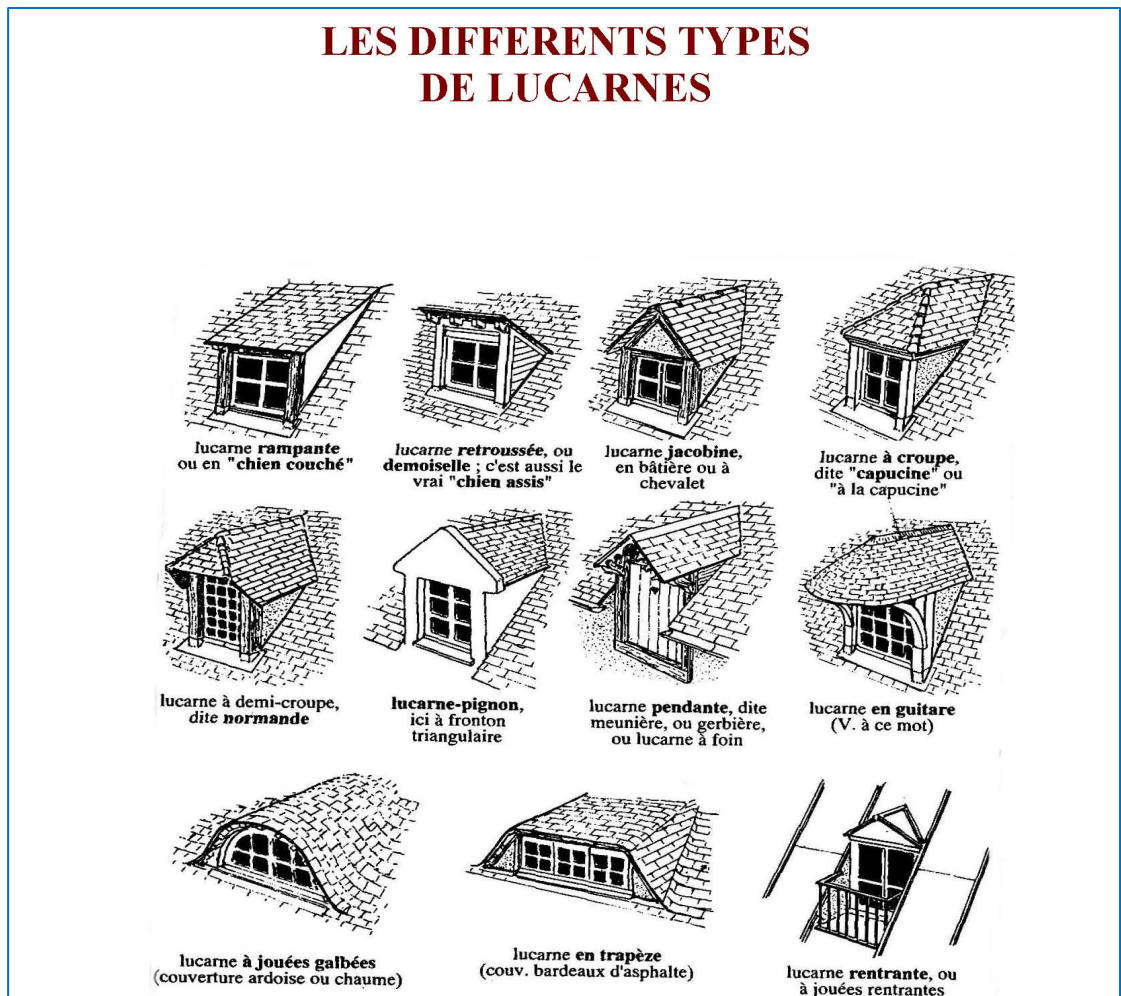 LES DIFFERENTS TYPES
DE LUCARNES
lucarne rampante
ou en "chien couché"
lucarne retroussée, ou
demoiselle ; c'est aussi le
vrai "chien assis"
lucarne jacobine,
en bâtière ou à
chevalet
lucarne à croupe,
dite "capucine" ou
"à la capucine"
lucarne à demi-croupe,
dite normande
lucarne-pignon,
ici à fronton
triangulaire
lucarne pendante, dite
meunière, ou gerbière,
ou lucarne à foin
lucarne en guitare
(V. à ce mot)
lucarne à jouées galbées
(couverture ardoise ou chaume)
lucarne en trapèze
(couv. bardeaux d'asphalte)
lucarne rentrante, ou
à jouées rentrantes